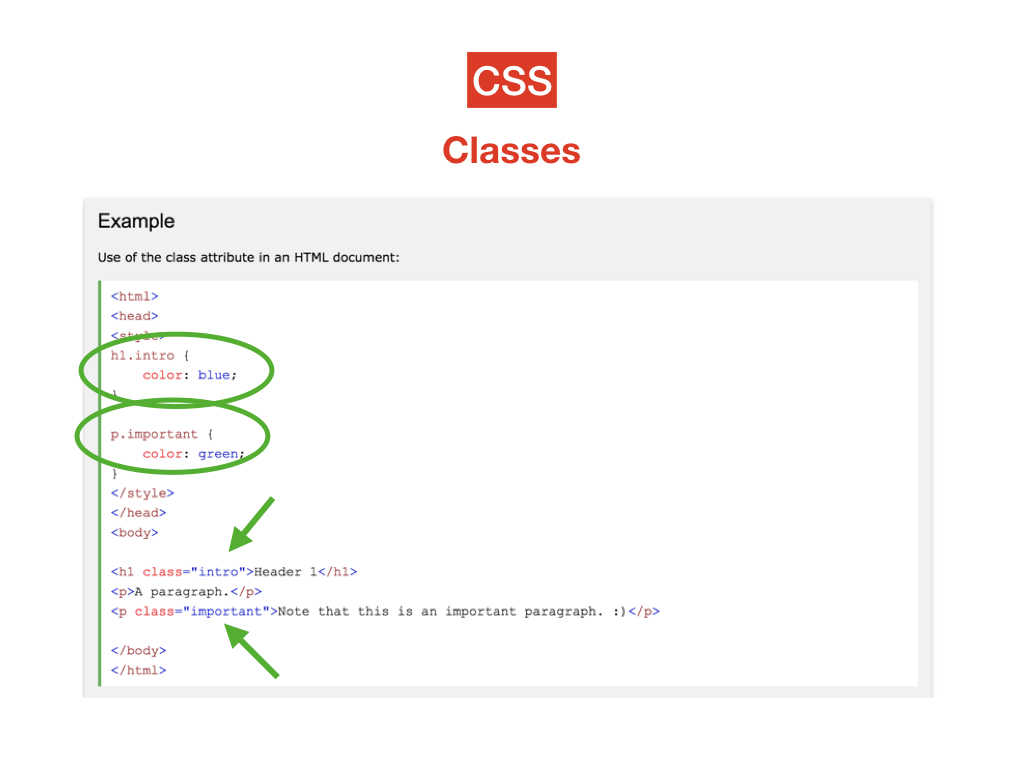 CSS
Classes
Example
Use of the class attribute in an HTML document:
<html>
<head>
<style>
h1.intro {
    color: blue;
}
p.important {
    color: green;
}
</style>
</head>
<body>
<h1 class="intro">Header 1</h1>
<p>A paragraph.</p>
<p class="important">Note that this is an important paragraph. :)</p>
</body>
</html>